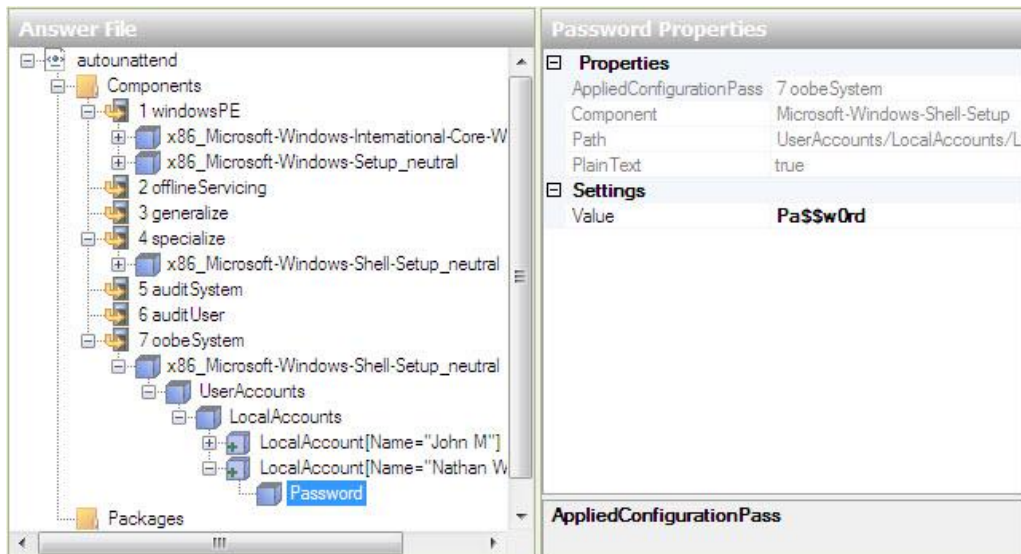 Answer File
autounattend
Components
1 windowsPE
x86_Microsoft-Windows-International-Core-W
x86_Microsoft-Windows-Setup_neutral
2 offlineServicing
3 generalize
4 specialize
x86_Microsoft-Windows-Shell-Setup_neutral
5 auditSystem
6 auditUser
7 oobeSystem
x86_Microsoft-Windows-Shell-Setup_neutral
UserAccounts
LocalAccounts
LocalAccount[Name="John M"]
LocalAccount[Name="Nathan W
Password
Packages
Password Properties
Properties
AppliedConfigurationPass 7 oobeSystem
Component Microsoft-Windows-Shell-Setup
Path UserAccounts/LocalAccounts/L
PlainText true
Settings
Value Pa$$w0rd
AppliedConfigurationPass